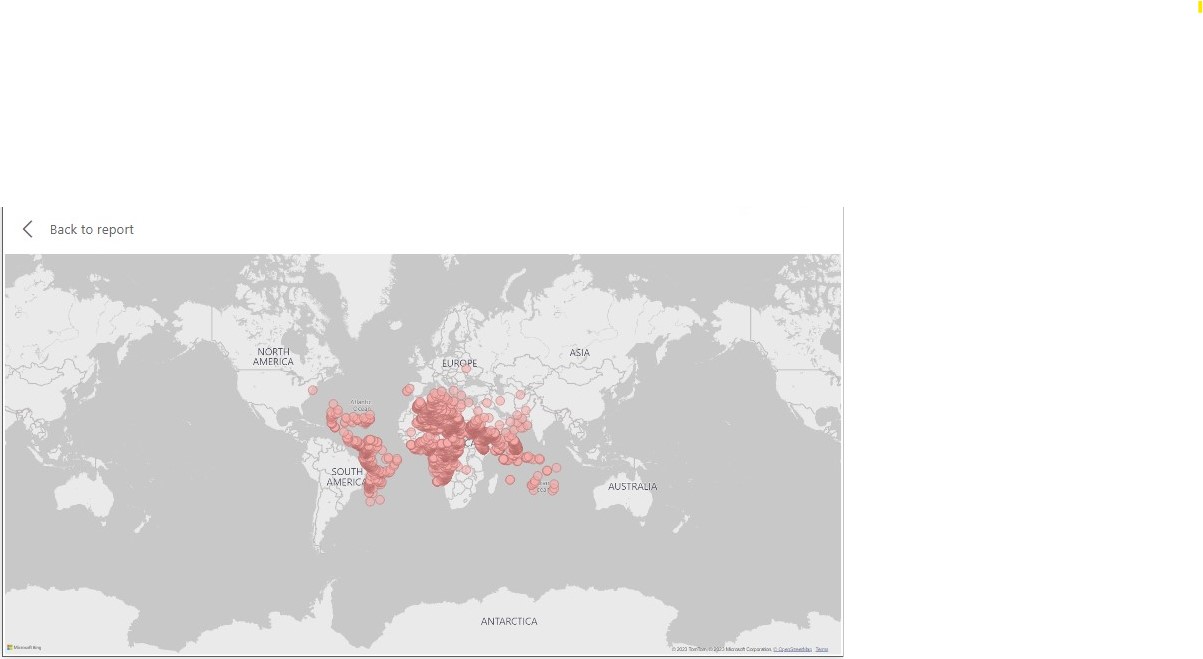 Back to report
NORTH
AMERICA
EUROPE
ASIA
Atlantic
Ocean
SOUTH
AMERICA
AUSTRALIA
ANTARCTICA
Microsoft Bing
© 2023 TomTom, © 2023 Microsoft Corporation, © OpenStreetMap Terms